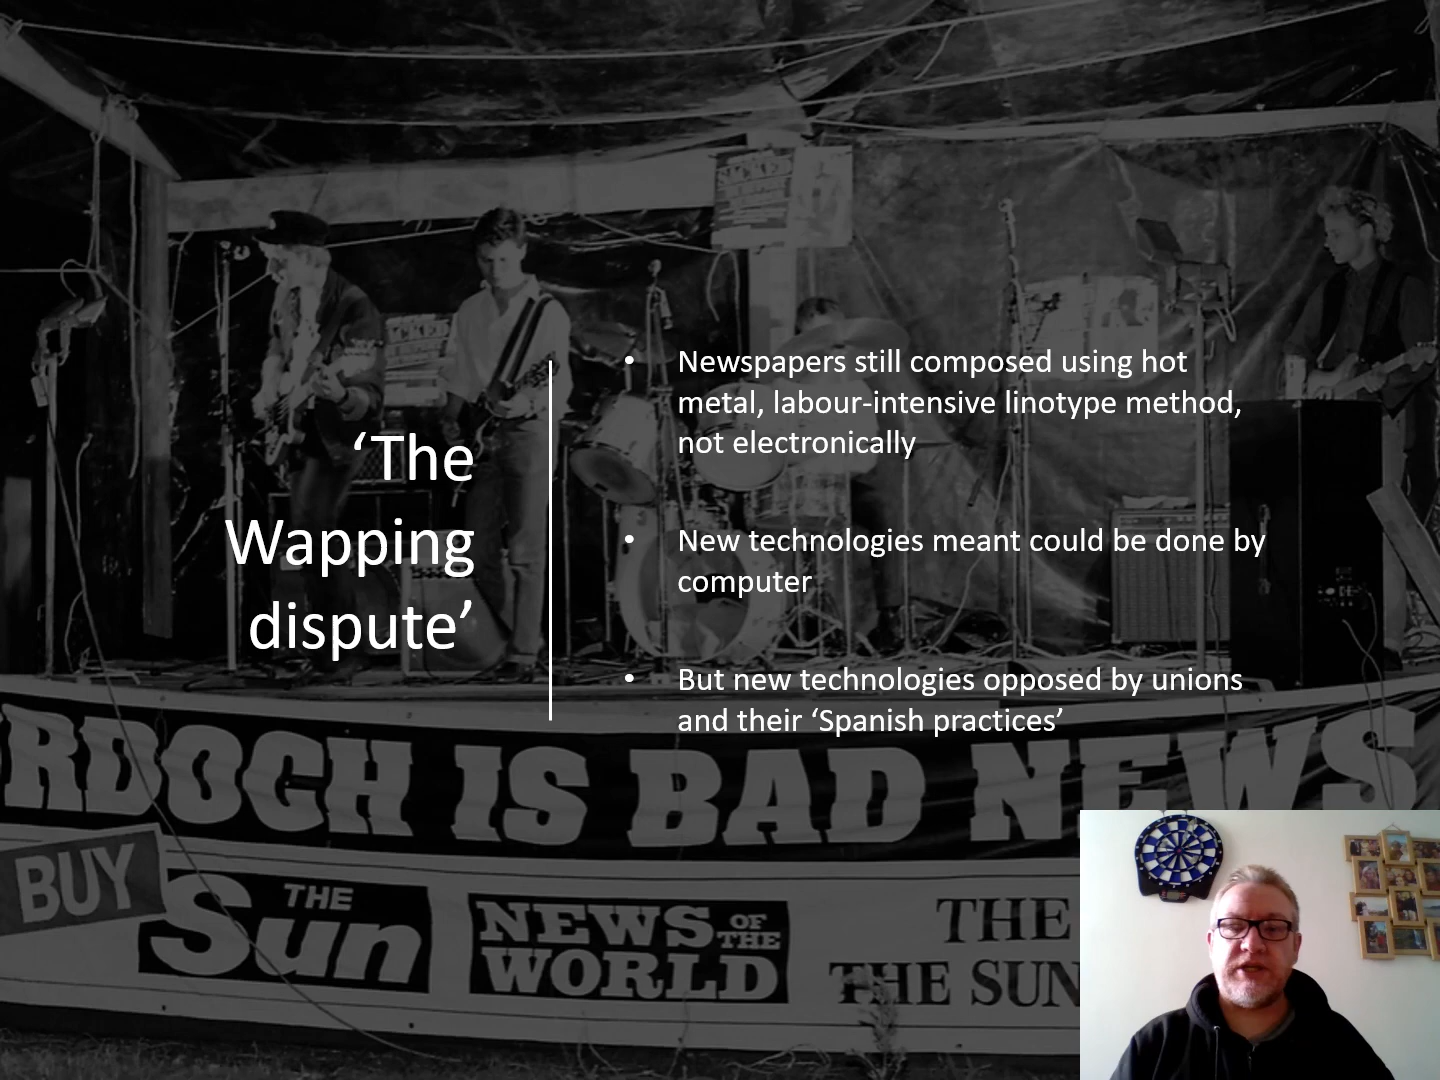 ‘The
Wapping
dispute’
• Newspapers still composed using hot
metal, labour-intensive linotype method,
not electronically
• New technologies meant could be done by
computer
• But new technologies opposed by unions
and their ‘Spanish practices’
SACKED
RDOCH IS BAD NEWS
BUY
THE
Sun
NEWS OF THE
WORLD
THE
THE SUN